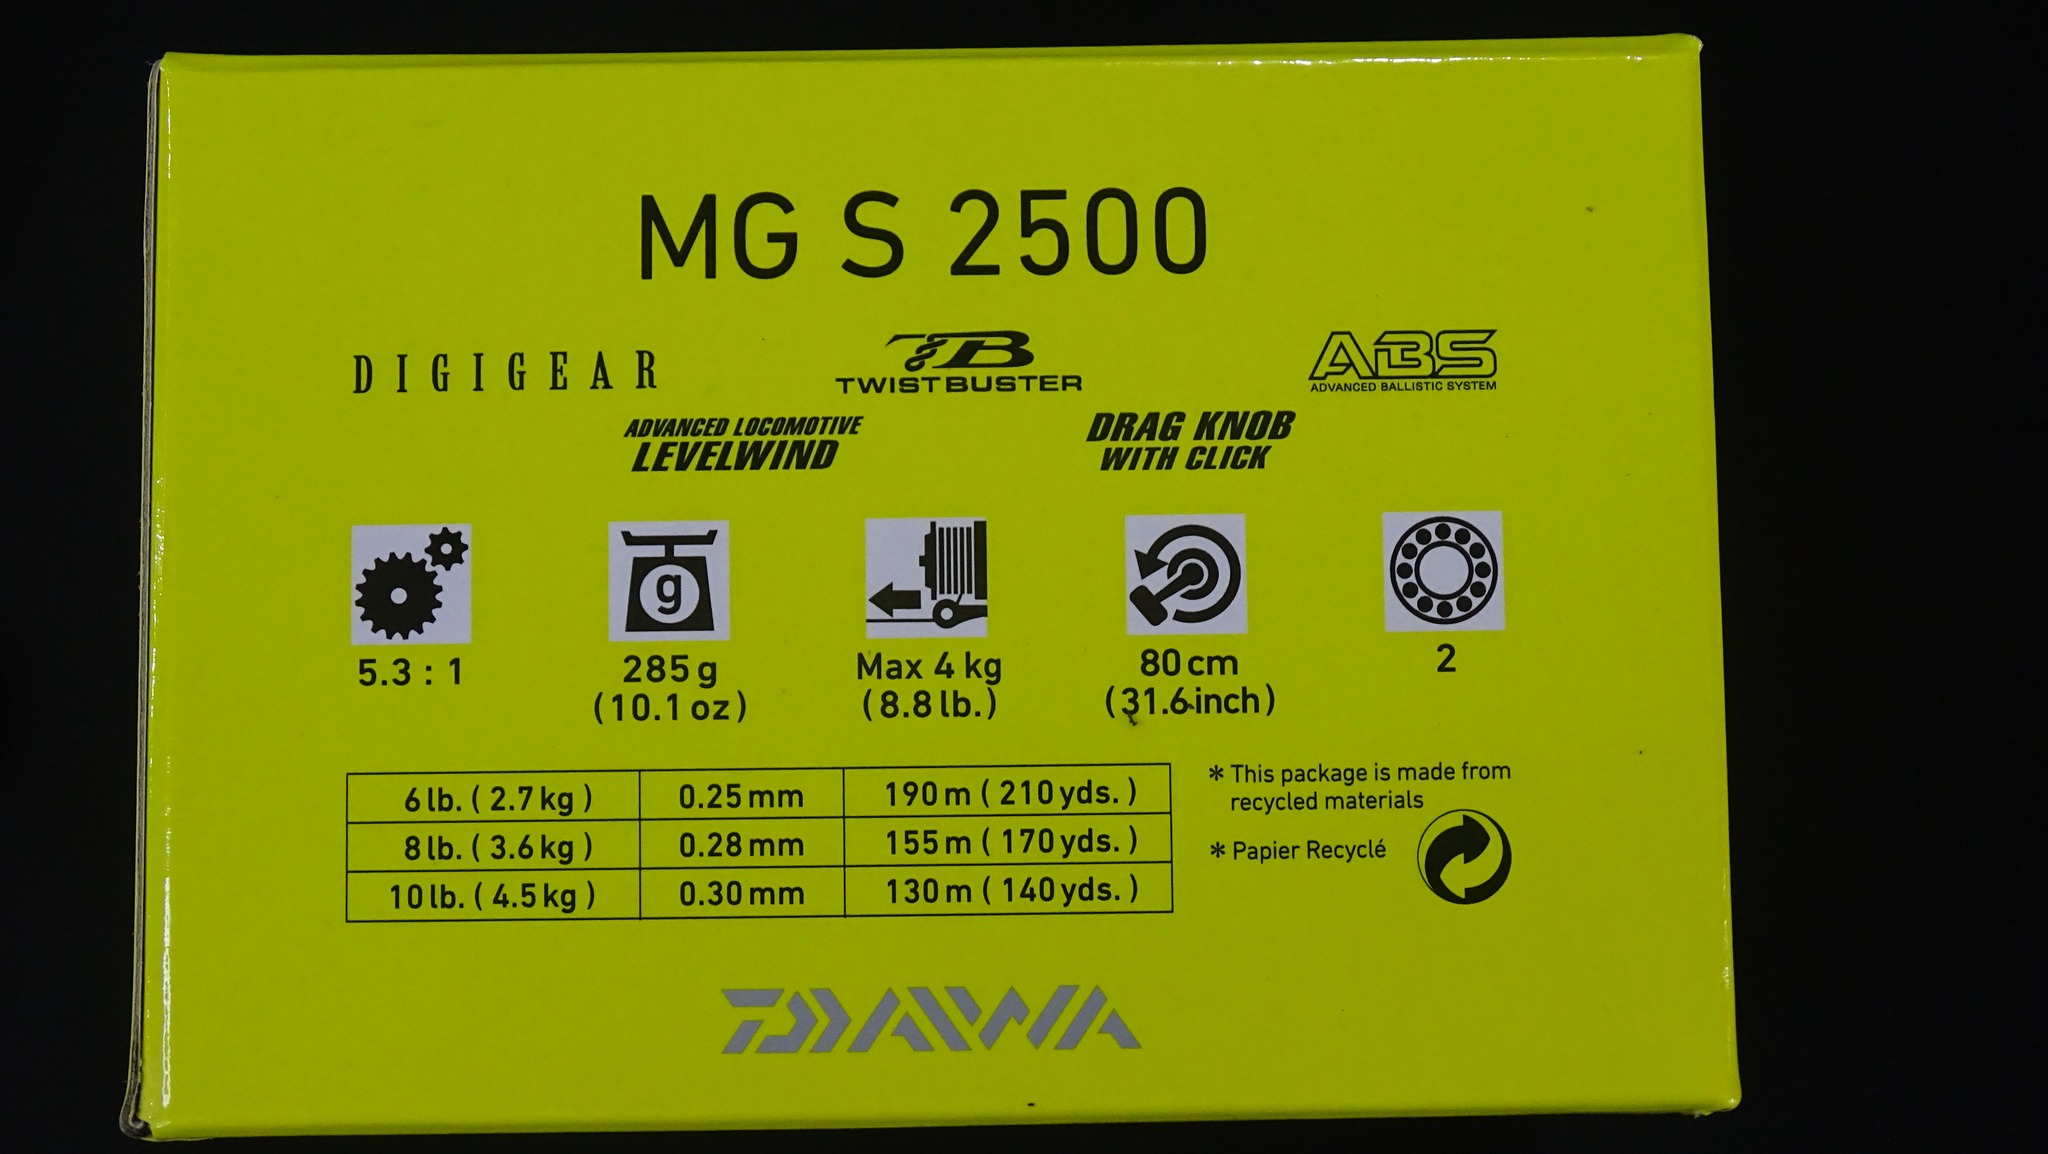 MG S 2500
DIGIGEAR
TB
TWISTBUSTER
ABS
ADVANCED BALLISTIC SYSTEM
ADVANCED LOCOMOTIVE
LEVELWIND
DRAG KNOB
WITH CLICK
g
5.3 : 1
285 g
(10.1 oz)
Max 4 kg
(8.8 lb.)
80 cm
(31.6 inch)
2
6 lb. ( 2.7 kg ) 0.25 mm 190 m ( 210 yds. )
8 lb. ( 3.6 kg ) 0.28 mm 155 m ( 170 yds. )
10 lb. ( 4.5 kg ) 0.30 mm 130 m ( 140 yds. )
* This package is made from
recycled materials
* Papier Recyclé
DAIWA